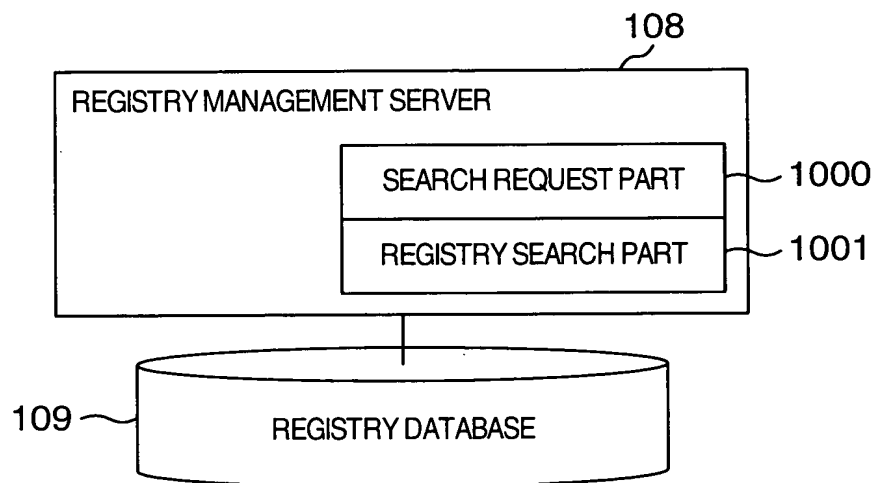 108
REGISTRY MANAGEMENT SERVER
SEARCH REQUEST PART
1000
REGISTRY SEARCH PART
1001
109
REGISTRY DATABASE